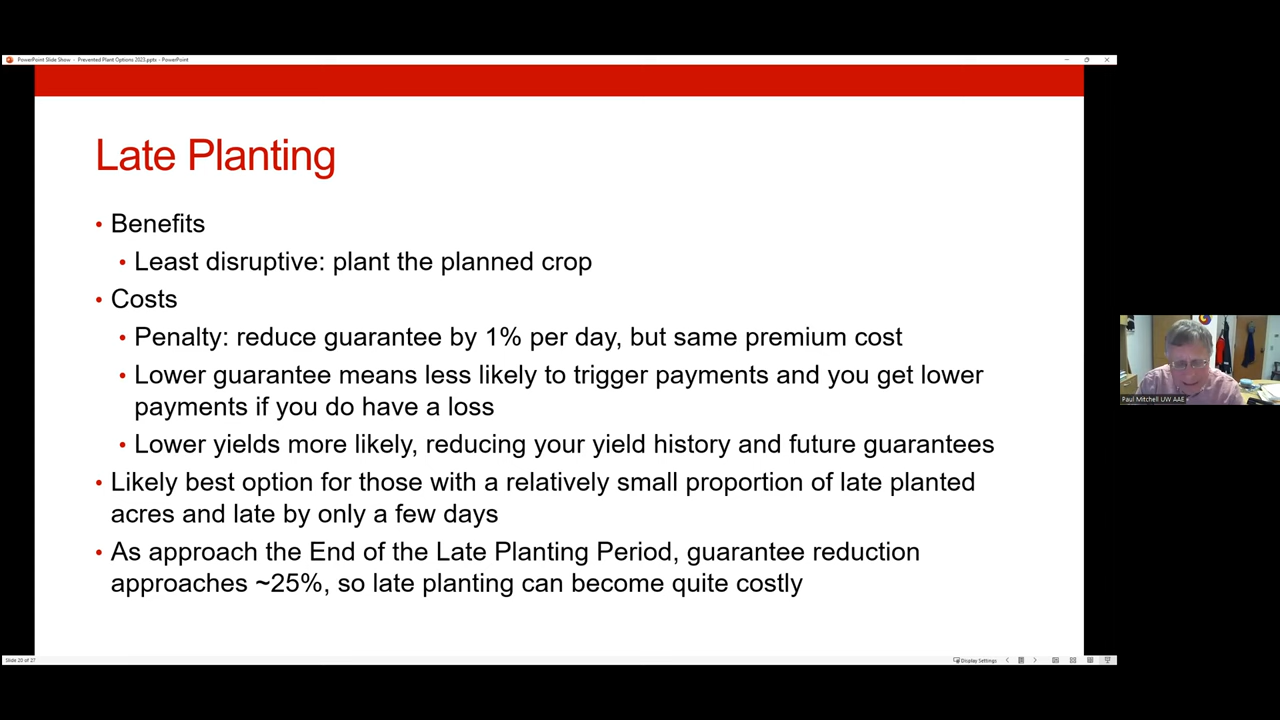 PowerPoint Slide Show - Prevented Plant Options 2023.pptx - PowerPoint
Late Planting
• Benefits
• Least disruptive: plant the planned crop
• Costs
• Penalty: reduce guarantee by 1% per day, but same premium cost
• Lower guarantee means less likely to trigger payments and you get lower
payments if you do have a loss
• Lower yields more likely, reducing your yield history and future guarantees
• Likely best option for those with a relatively small proportion of late planted
acres and late by only a few days
• As approach the End of the Late Planting Period, guarantee reduction
approaches ~25%, so late planting can become quite costly
Paul Mitchell UW AAE
Slide 20 of 27
Display Settings